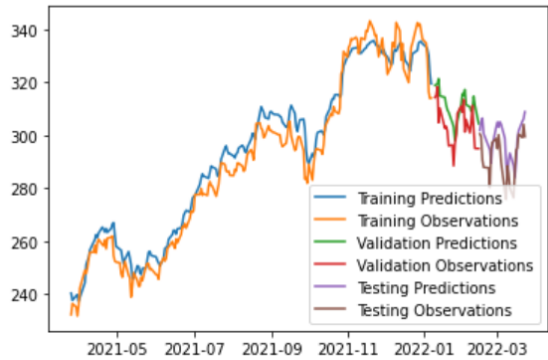 340
320
300
280
260
240
Training Predictions
Training Observations
Validation Predictions
Validation Observations
Testing Predictions
Testing Observations
2021-05 2021-07 2021-09 2021-11 2022-01 2022-03